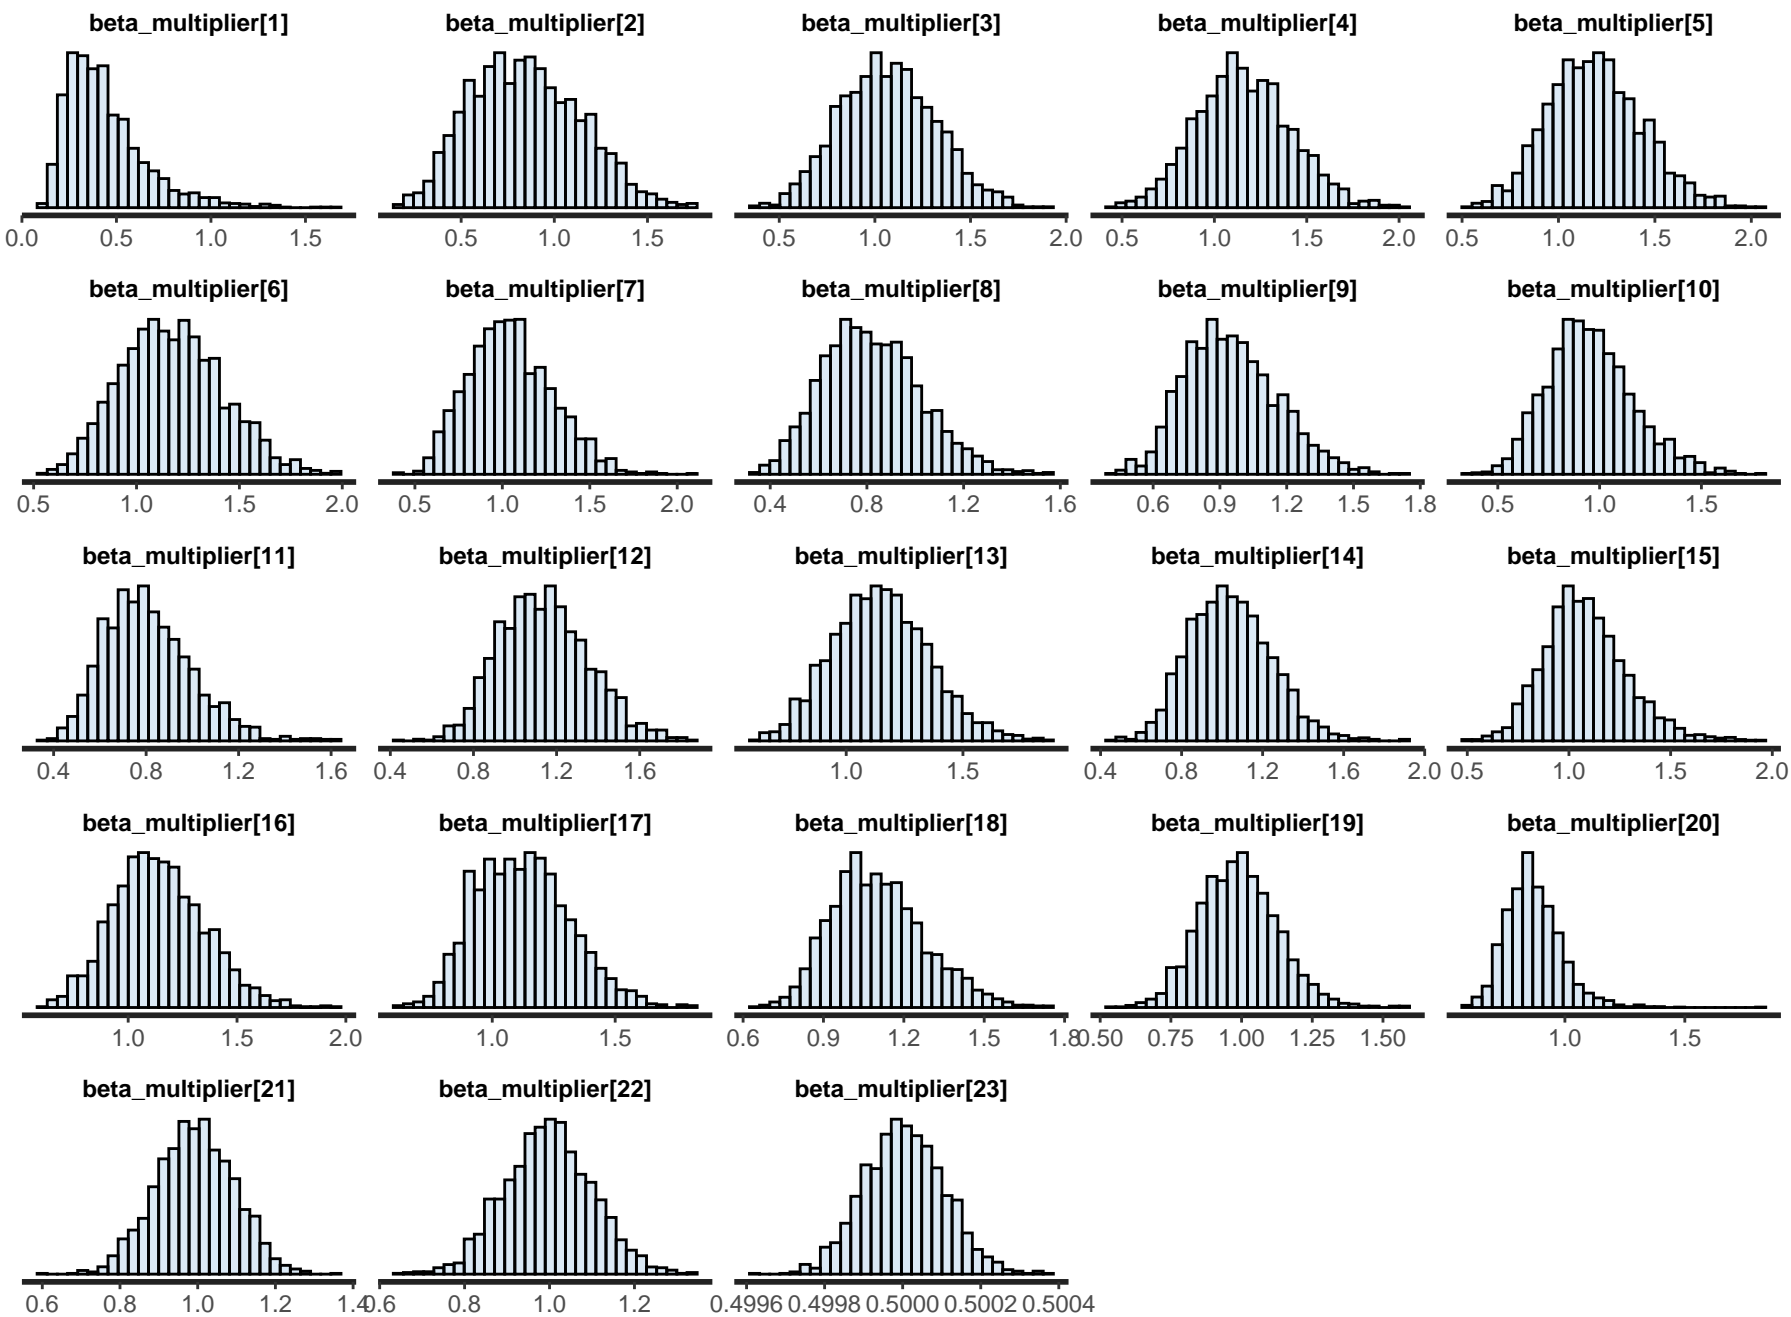 beta_multiplier[1] beta_multiplier[2] beta_multiplier[3] beta_multiplier[4] beta_multiplier[5]
0.0 0.5 1.0 1.5 0.5 1.0 1.5 0.5 1.0 1.5 2.0 0.5 1.0 1.5 2.0 0.5 1.0 1.5 2.0
beta_multiplier[6] beta_multiplier[7] beta_multiplier[8] beta_multiplier[9] beta_multiplier[10]
0.5 1.0 1.5 2.0 0.5 1.0 1.5 2.0 0.4 0.8 1.2 1.6 0.6 0.9 1.2 1.5 1.8 0.5 1.0 1.5
beta_multiplier[11] beta_multiplier[12] beta_multiplier[13] beta_multiplier[14] beta_multiplier[15]
0.4 0.8 1.2 1.6 0.4 0.8 1.2 1.6 1.0 1.5 0.4 0.8 1.2 1.6 2.0 0.5 1.0 1.5 2.0
beta_multiplier[16] beta_multiplier[17] beta_multiplier[18] beta_multiplier[19] beta_multiplier[20]
1.0 1.5 2.0 1.0 1.5 0.6 0.9 1.2 1.5 1.8 0.50 0.75 1.00 1.25 1.50 1.0 1.5
beta_multiplier[21] beta_multiplier[22] beta_multiplier[23]
0.6 0.8 1.0 1.2 1.4 0.6 0.8 1.0 1.2 0.4996 0.4998 0.5000 0.5002 0.5004